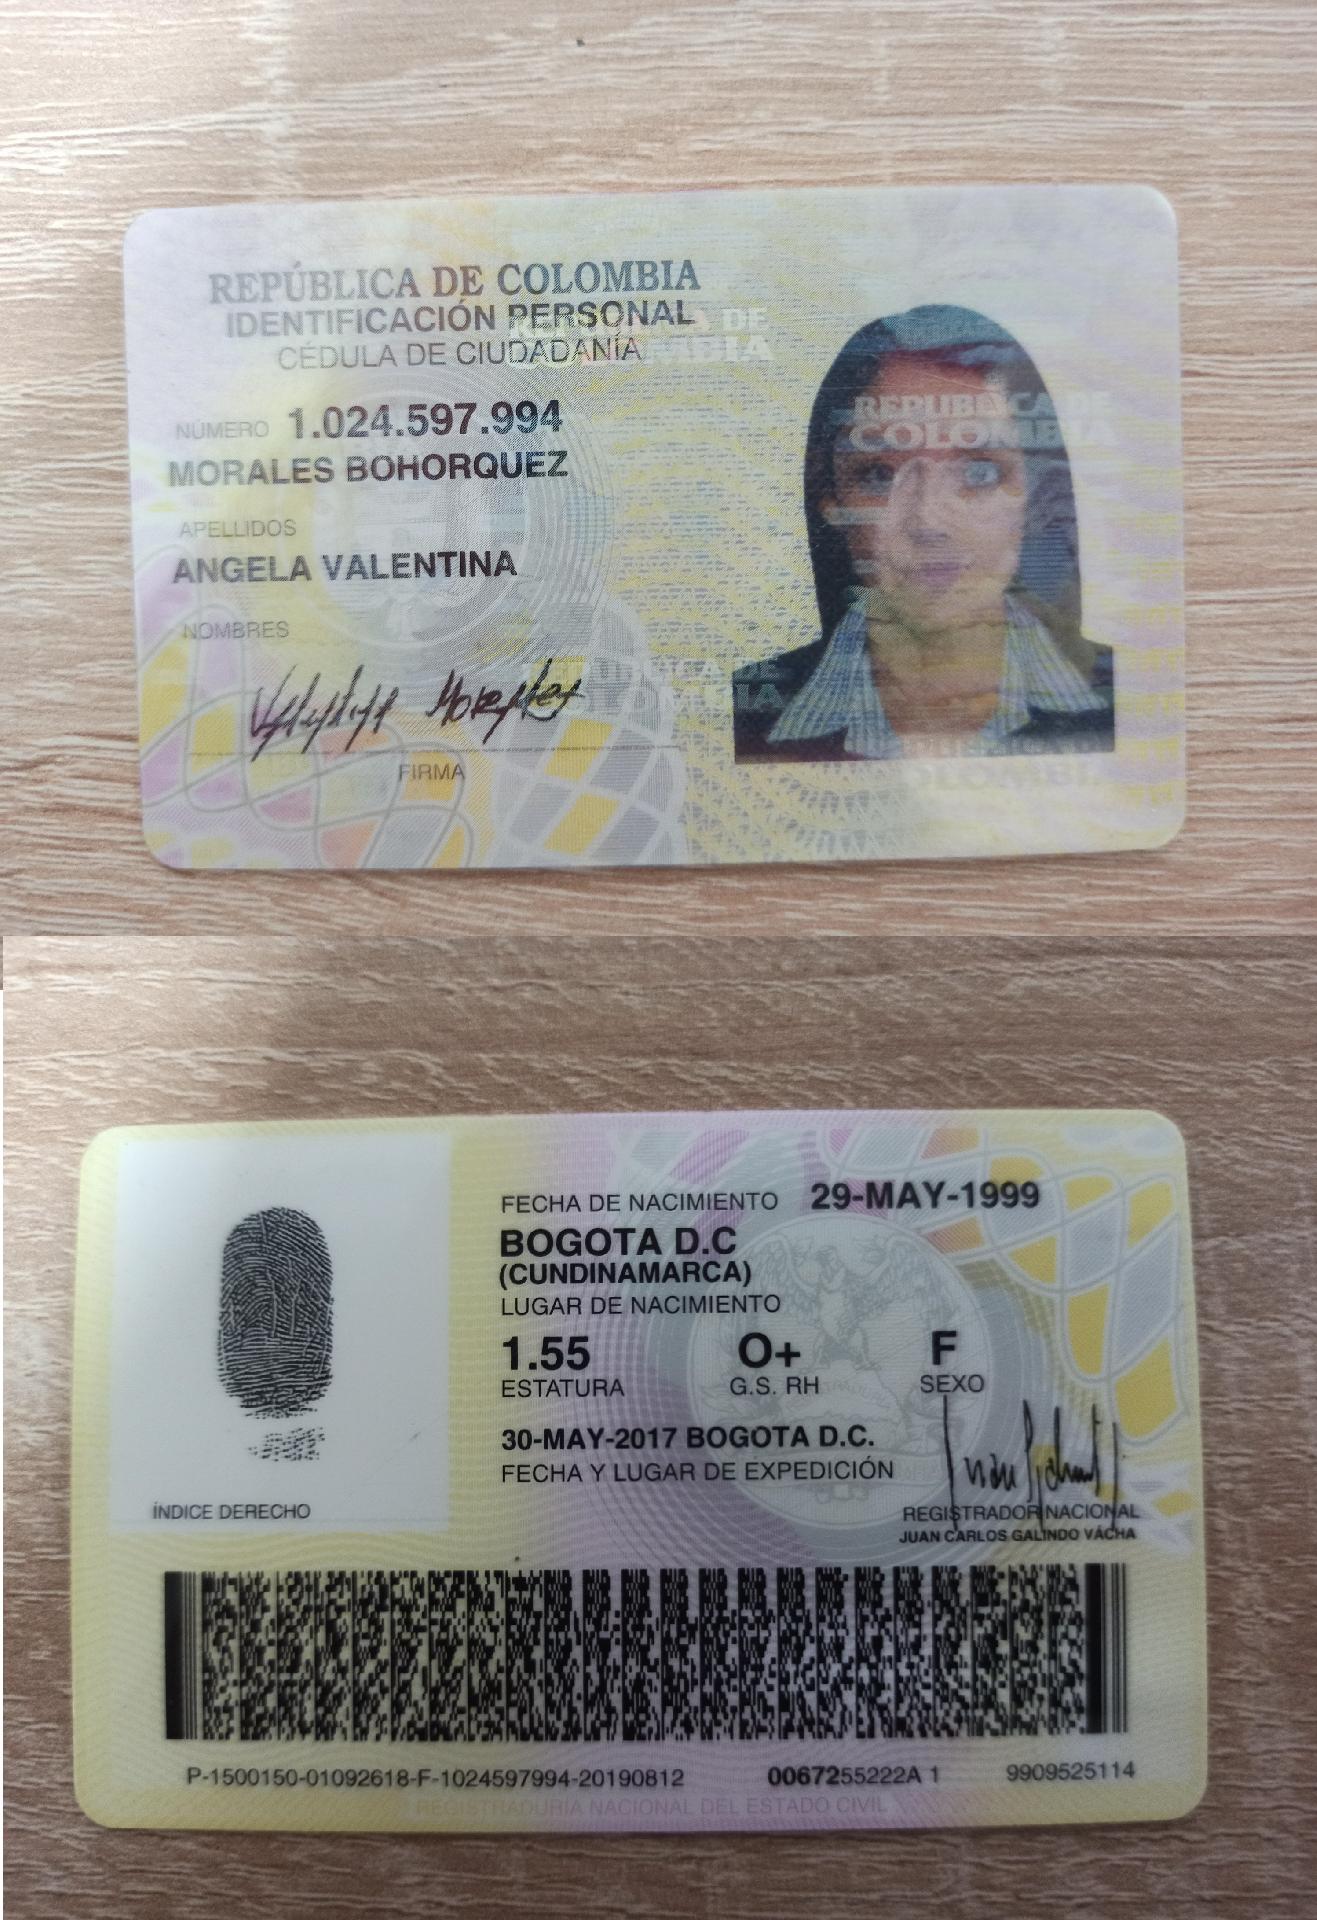 REPÚBLICA DE COLOMBIA
IDENTIFICACIÓN PERSONAL
CÉDULA DE CIUDADANÍA
NÚMERO 1.024.597.994
MORALES BOHORQUEZ
APELLIDOS
ANGELA VALENTINA
NOMBRES
Valentina Morales
FIRMA
REPUBLICA DE
COLOMBIA
FECHA DE NACIMIENTO 29-MAY-1999
BOGOTA D.C
(CUNDINAMARCA)
LUGAR DE NACIMIENTO
1.55 O+ F
ESTATURA G.S. RH SEXO
30-MAY-2017 BOGOTA D.C.
FECHA Y LUGAR DE EXPEDICIÓN
ÍNDICE DERECHO
REGISTRADOR NACIONAL
JUAN CARLOS GALINDO VÁCHA
P-1500150-01092618-F-1024597994-20190812 0067255222A 1 9909525114
REGISTRADURÍA NACIONAL DEL ESTADO CIVIL